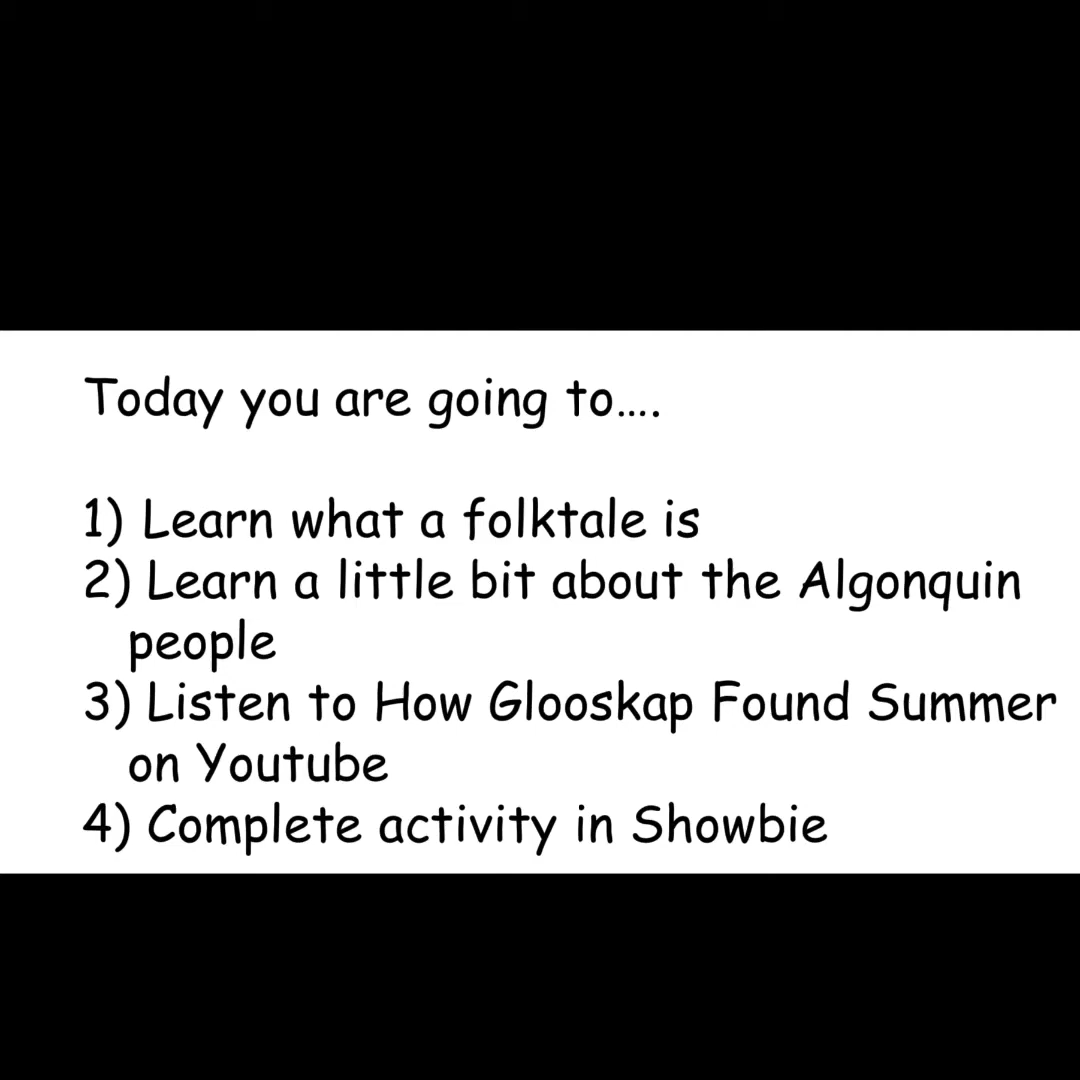 Today you are going to....
1) Learn what a folktale is
2) Learn a little bit about the Algonquin
people
3) Listen to How Glooskap Found Summer
on Youtube
4) Complete activity in Showbie